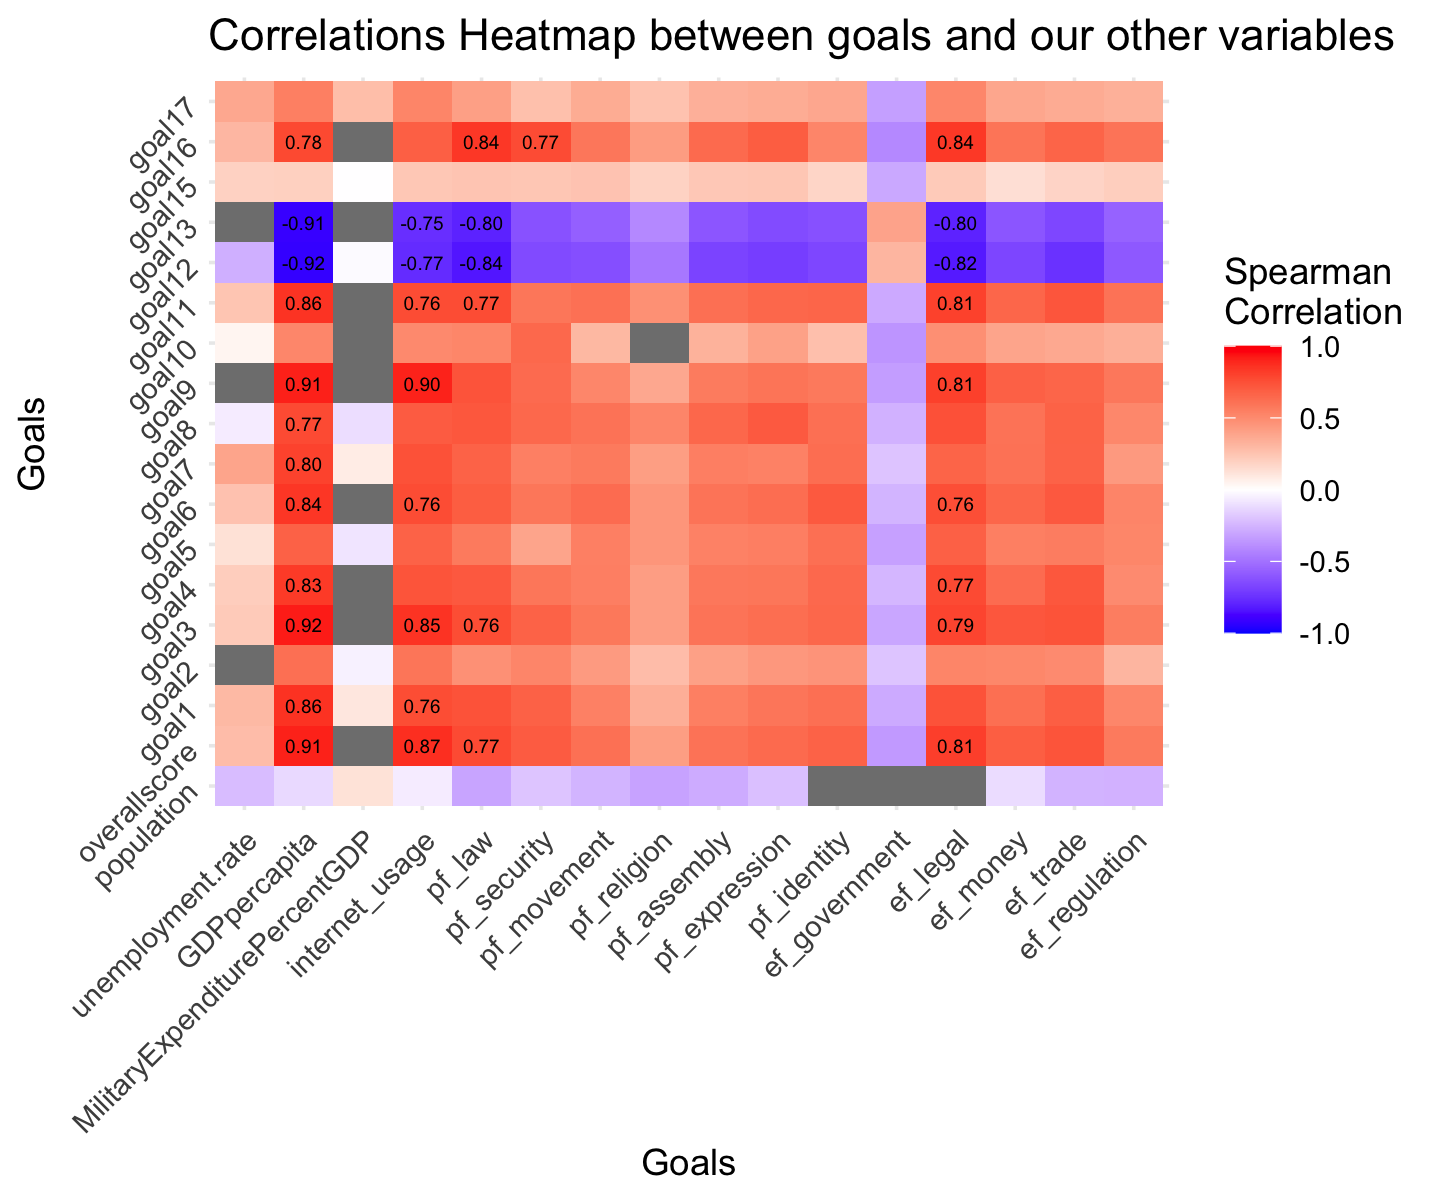 Correlations Heatmap between goals and our other variables
Goals
goal17
goal16
0.78 0.84 0.77 0.84
goal15
goal13
-0.91 -0.75 -0.80 -0.80
goal12
-0.92 -0.77 -0.84 -0.82
goal11
0.86 0.76 0.77 0.81
goal10
goal9
0.91 0.90 0.81
goal8
0.77
goal7
0.80
goal6
0.84 0.76 0.76
goal5
goal4
0.83 0.77
goal3
0.92 0.85 0.76 0.79
goal2
goal1
0.86 0.76
overallscore
0.91 0.87 0.77 0.81
population
unemployment.rate
GDPpercapita
MilitaryExpenditurePercentGDP
internet_usage
pf_law
pf_security
pf_movement
pf_religion
pf_assembly
pf_expression
pf_identity
ef_government
ef_legal
ef_money
ef_trade
ef_regulation
Goals
Spearman
Correlation
1.0
0.5
0.0
-0.5
-1.0